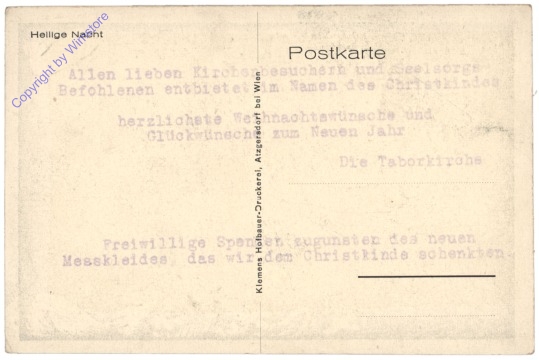 Heilige Nacht
Postkarte
Allen lieben Kirchenbesuchern und Seelsorgs
Befohlenen entbietet im Namen des Christkindes
herzlichste Weihnachtswünsche und
Glückwünsche zum Neuen Jahr
Die Taborkirche
Freiwillige Spenden zugunsten des neuen
Messkleides, das wir dem Christkinde schenkten.
Klemens Hofbauer-Druckerei, Atzgersdorf bei Wien
Copyright by Winstore